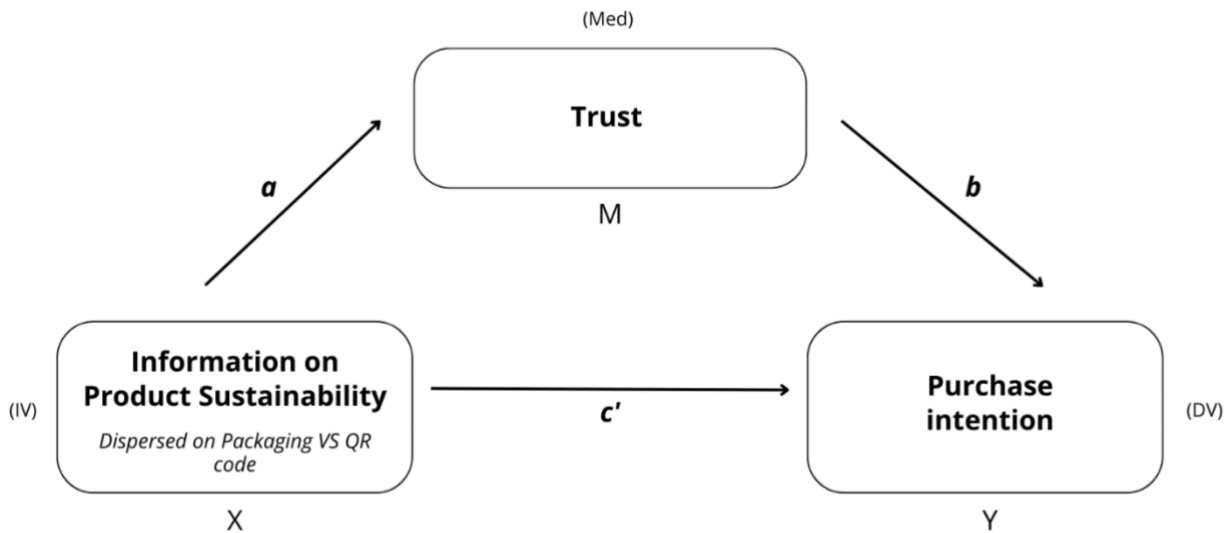 (Med)
Trust
M
a
b
(IV)
Information on
Product Sustainability
Dispersed on Packaging VS QR
code
X
c'
Purchase
intention
(DV)
Y